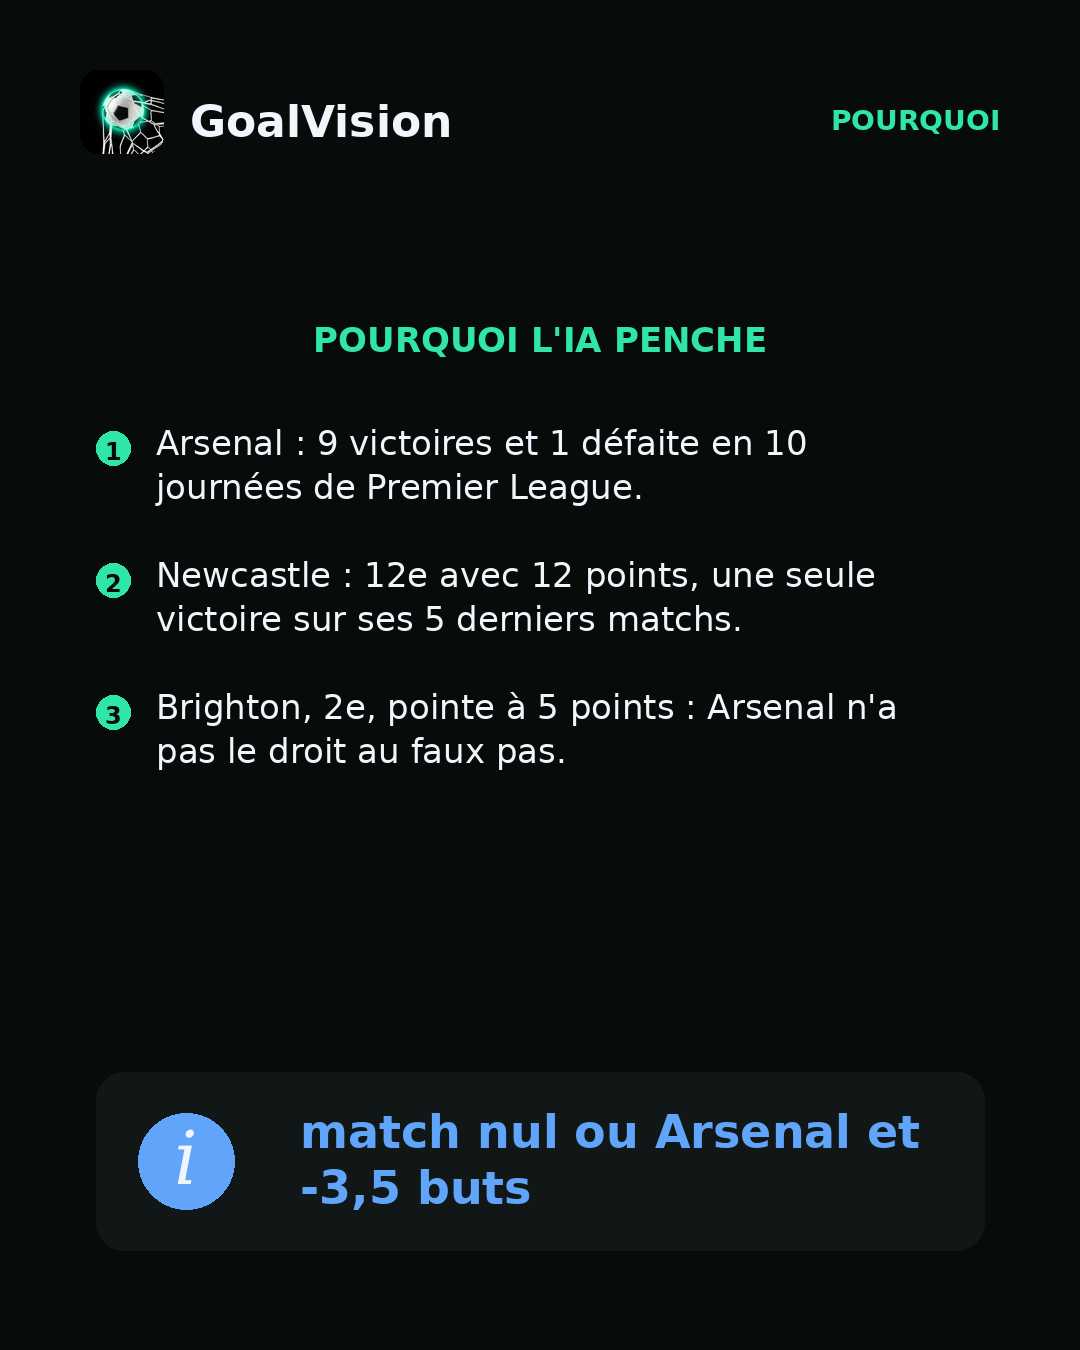 GoalVision
POURQUOI
POURQUOI L'IA PENCHE
1 Arsenal : 9 victoires et 1 défaite en 10
journées de Premier League.
2 Newcastle : 12e avec 12 points, une seule
victoire sur ses 5 derniers matchs.
3 Brighton, 2e, pointe à 5 points : Arsenal n'a
pas le droit au faux pas.
i
match nul ou Arsenal et
-3,5 buts